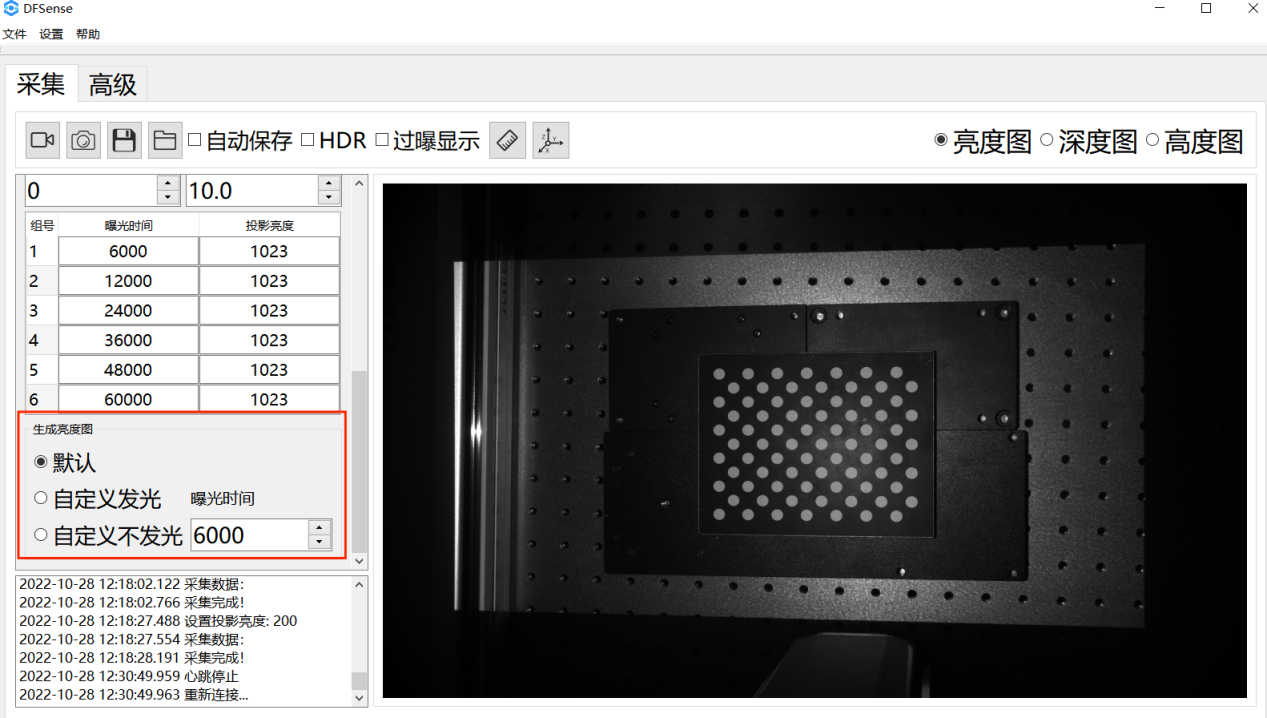 DFSense
文件 设置 帮助
采集 高级
自动保存 HDR 过曝显示 亮度图 深度图 高度图
0 10.0
组号 曝光时间 投影亮度
1 6000 1023
2 12000 1023
3 24000 1023
4 36000 1023
5 48000 1023
6 60000 1023
生成亮度图
默认
自定义发光 曝光时间
自定义不发光 6000
2022-10-28 12:18:02.122 采集数据:
2022-10-28 12:18:02.766 采集完成!
2022-10-28 12:18:27.488 设置投影亮度: 200
2022-10-28 12:18:27.554 采集数据:
2022-10-28 12:18:28.191 采集完成!
2022-10-28 12:30:49.959 心跳停止
2022-10-28 12:30:49.963 重新连接...